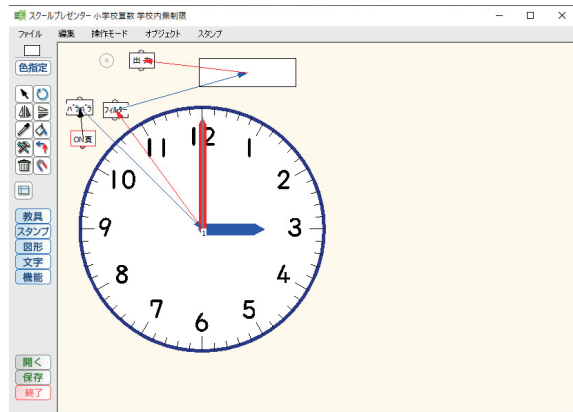 スクールプレゼンター 小学校算数 学校内無制限
ファイル 編集 操作モード オブジェクト スタンプ
色指定
出力
パラパラ
フィルター
ON頁
12
11 1
10 2
9 1 3
8 4
7 5
6
教具
スタンプ
図形
文字
機能
開く
保存
終了